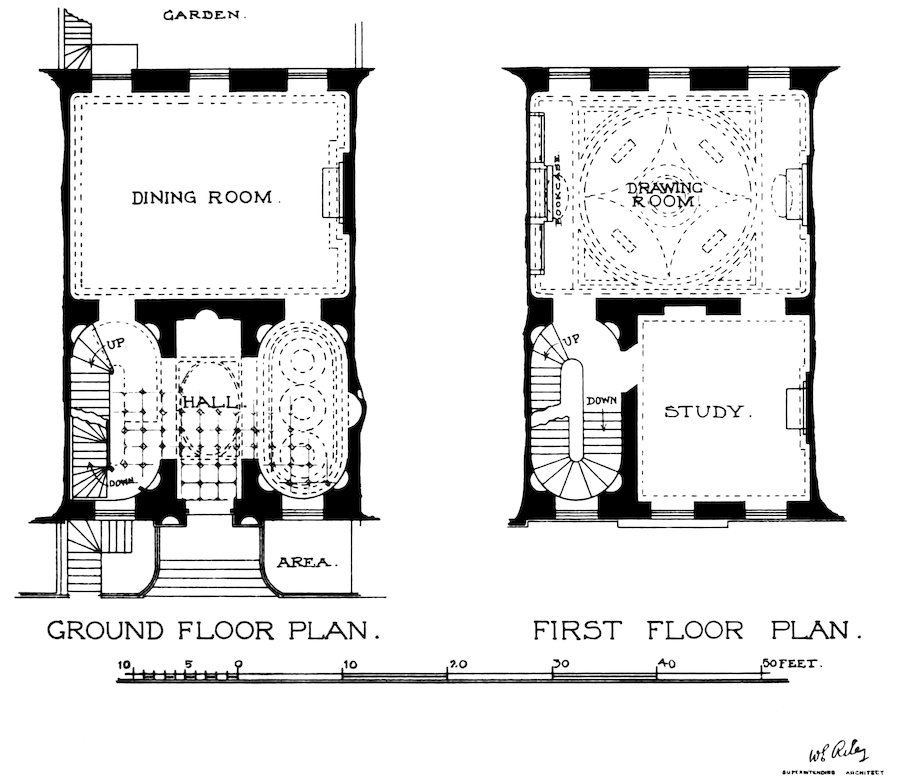 GARDEN.
DINING ROOM.
BOOKCASE
DRAWING
ROOM.
UP
HALL
DOWN
UP
DOWN
STUDY.
AREA.
GROUND FLOOR PLAN.
FIRST FLOOR PLAN.
10 5 0 10 20 30 40 50 FEET.
W E Riley
SUPERINTENDING ARCHITECT